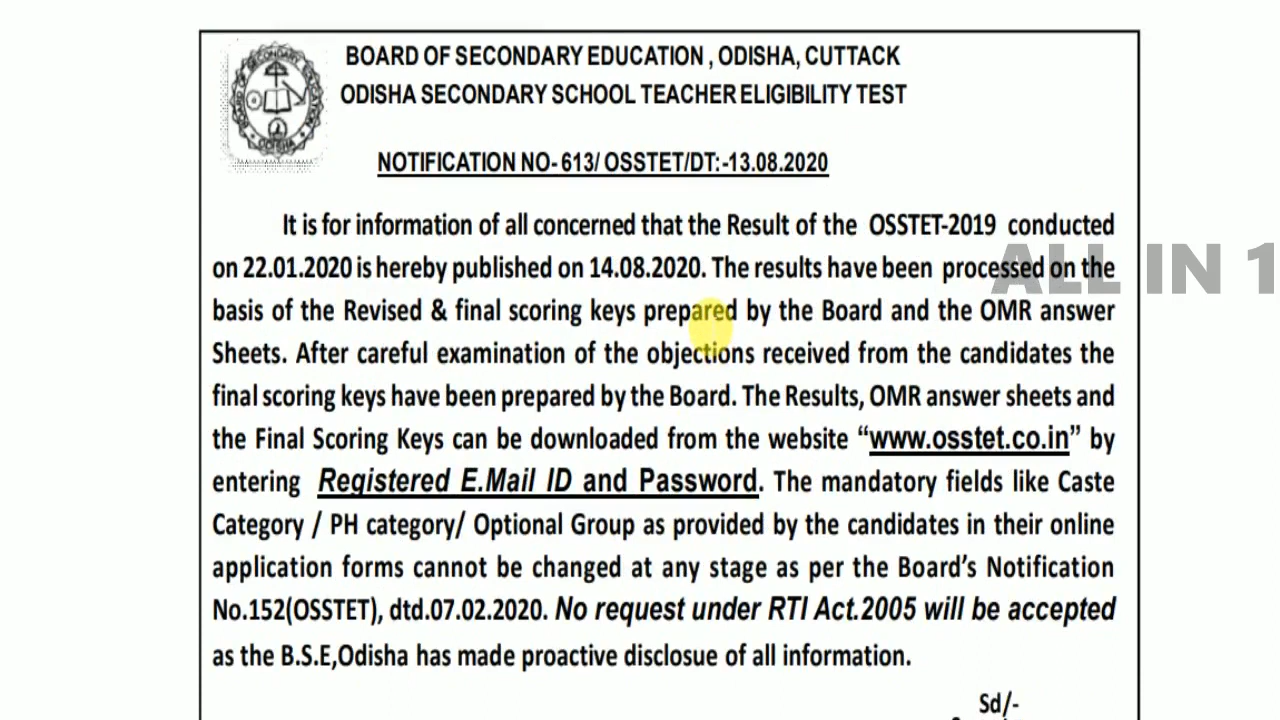 BOARD OF SECONDARY EDUCATION , ODISHA, CUTTACK
ODISHA SECONDARY SCHOOL TEACHER ELIGIBILITY TEST
NOTIFICATION NO- 613/ OSSTET/DT:-13.08.2020
It is for information of all concerned that the Result of the OSSTET-2019 conducted
on 22.01.2020 is hereby published on 14.08.2020. The results have been processed on the
ALL IN 1
basis of the Revised & final scoring keys prepared by the Board and the OMR answer
Sheets. After careful examination of the objections received from the candidates the
final scoring keys have been prepared by the Board. The Results, OMR answer sheets and
the Final Scoring Keys can be downloaded from the website “www.osstet.co.in” by
entering Registered E.Mail ID and Password. The mandatory fields like Caste
Category / PH category/ Optional Group as provided by the candidates in their online
application forms cannot be changed at any stage as per the Board’s Notification
No.152(OSSTET), dtd.07.02.2020. No request under RTI Act.2005 will be accepted
as the B.S.E,Odisha has made proactive disclosue of all information.
Sd/-